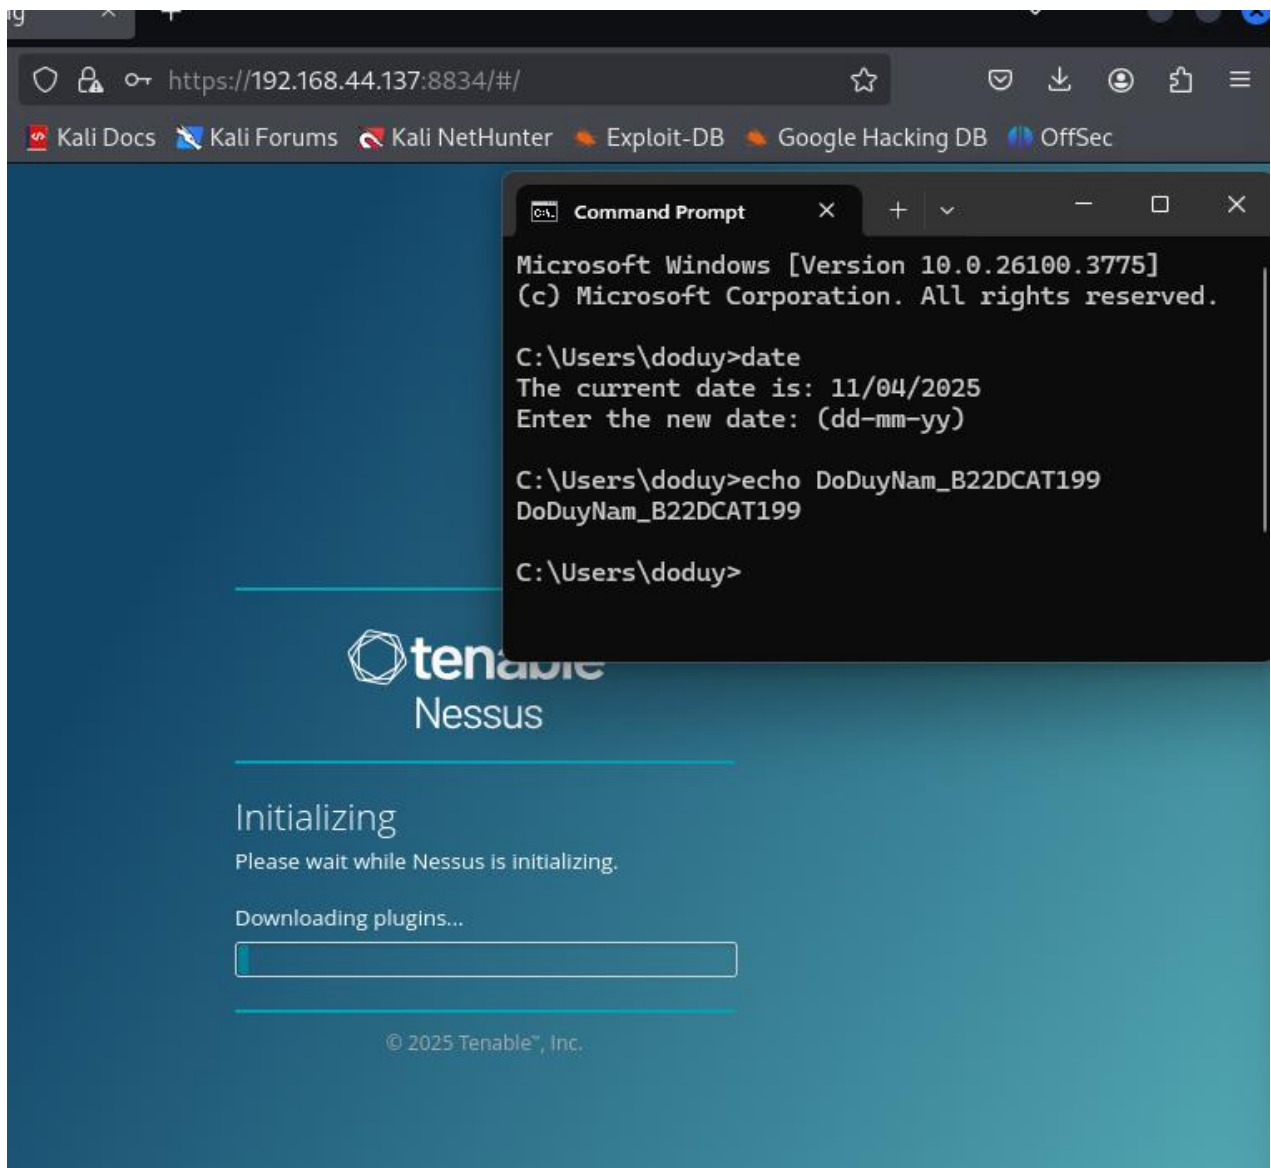 https://192.168.44.137:8834/#/
Kali Docs Kali Forums Kali NetHunter Exploit-DB Google Hacking DB OffSec
Command Prompt
Microsoft Windows [Version 10.0.26100.3775]
(c) Microsoft Corporation. All rights reserved.
C:\Users\doduy>date
The current date is: 11/04/2025
Enter the new date: (dd-mm-yy)
C:\Users\doduy>echo DoDuyNam_B22DCAT199
DoDuyNam_B22DCAT199
C:\Users\doduy>
tenable
Nessus
Initializing
Please wait while Nessus is initializing.
Downloading plugins...
© 2025 Tenable™, Inc.